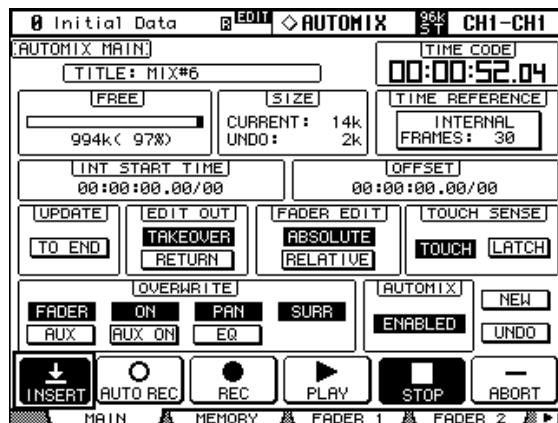 0 Initial Data B EDIT ◇AUTOMIX 96k ST CH1-CH1
AUTOMIX MAIN
TIME CODE
TITLE: MIX#6
00:00:52.04
FREE
SIZE
TIME REFERENCE
994k( 97%)
CURRENT: 14k
UNDO: 2k
INTERNAL
FRAMES: 30
INT START TIME
OFFSET
00:00:00.00/00
00:00:00.00/00
UPDATE
EDIT OUT
FADER EDIT
TOUCH SENSE
TO END
TAKEOVER
RETURN
ABSOLUTE
RELATIVE
TOUCH
LATCH
OVERWRITE
AUTOMIX
FADER ON PAN SURR
AUX AUX ON EQ
ENABLED
NEW
UNDO
INSERT AUTO REC REC PLAY STOP ABORT
MAIN MEMORY FADER 1 FADER 2